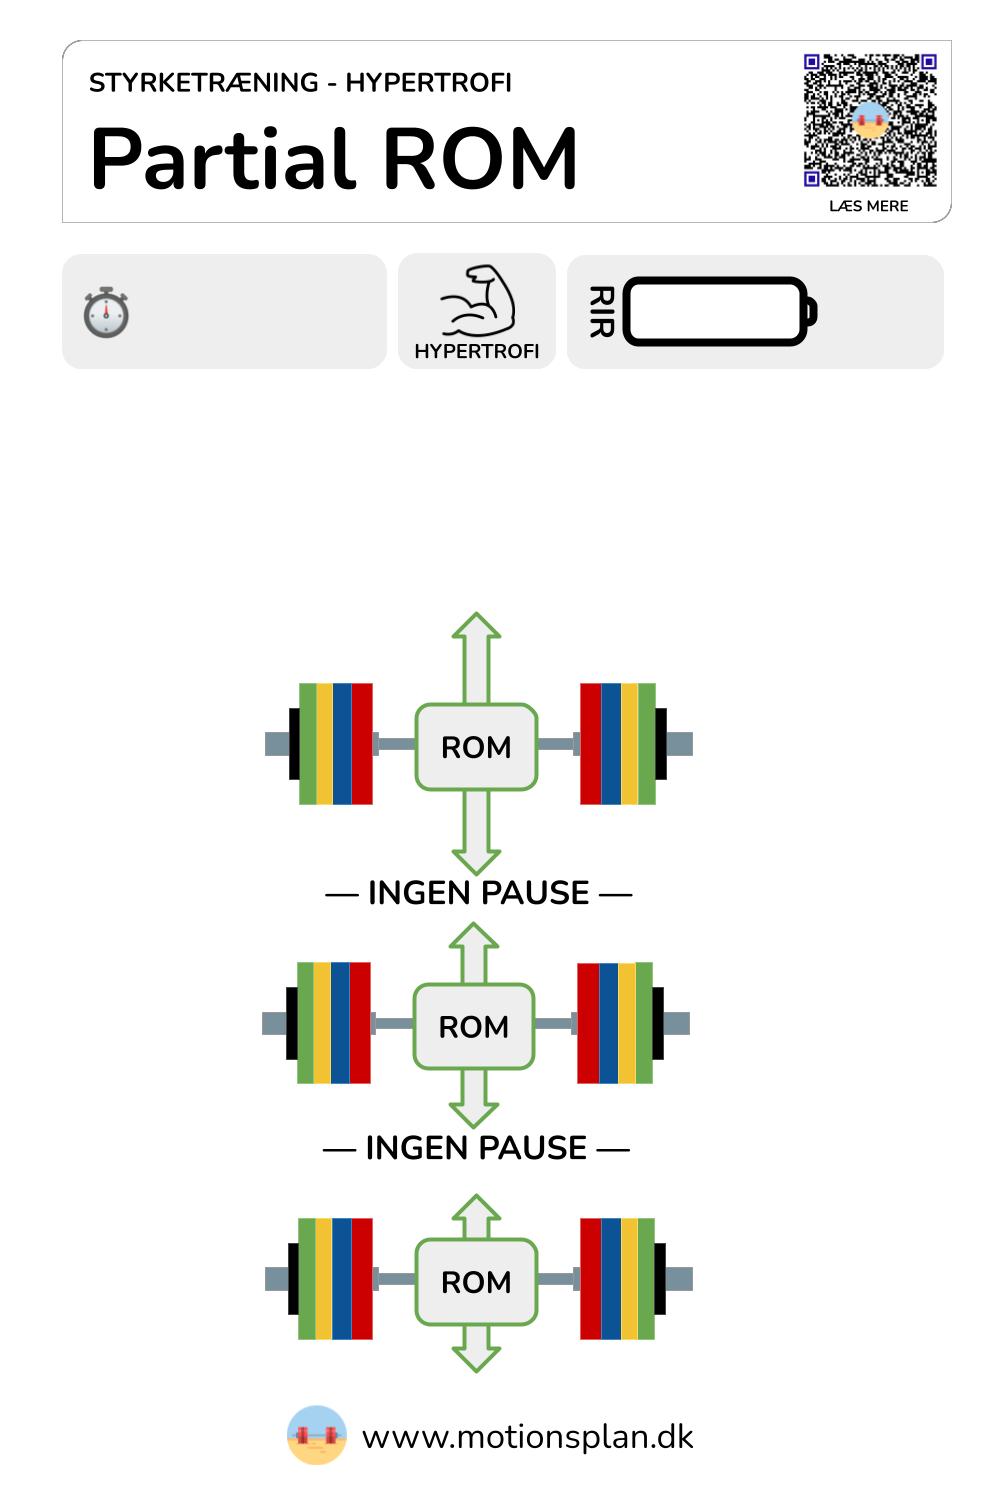 STYRKETRÆNING - HYPERTROFI
Partial ROM
LÆS MERE
HYPERTROFI
RIR
ROM
— INGEN PAUSE —
ROM
— INGEN PAUSE —
ROM
www.motionsplan.dk